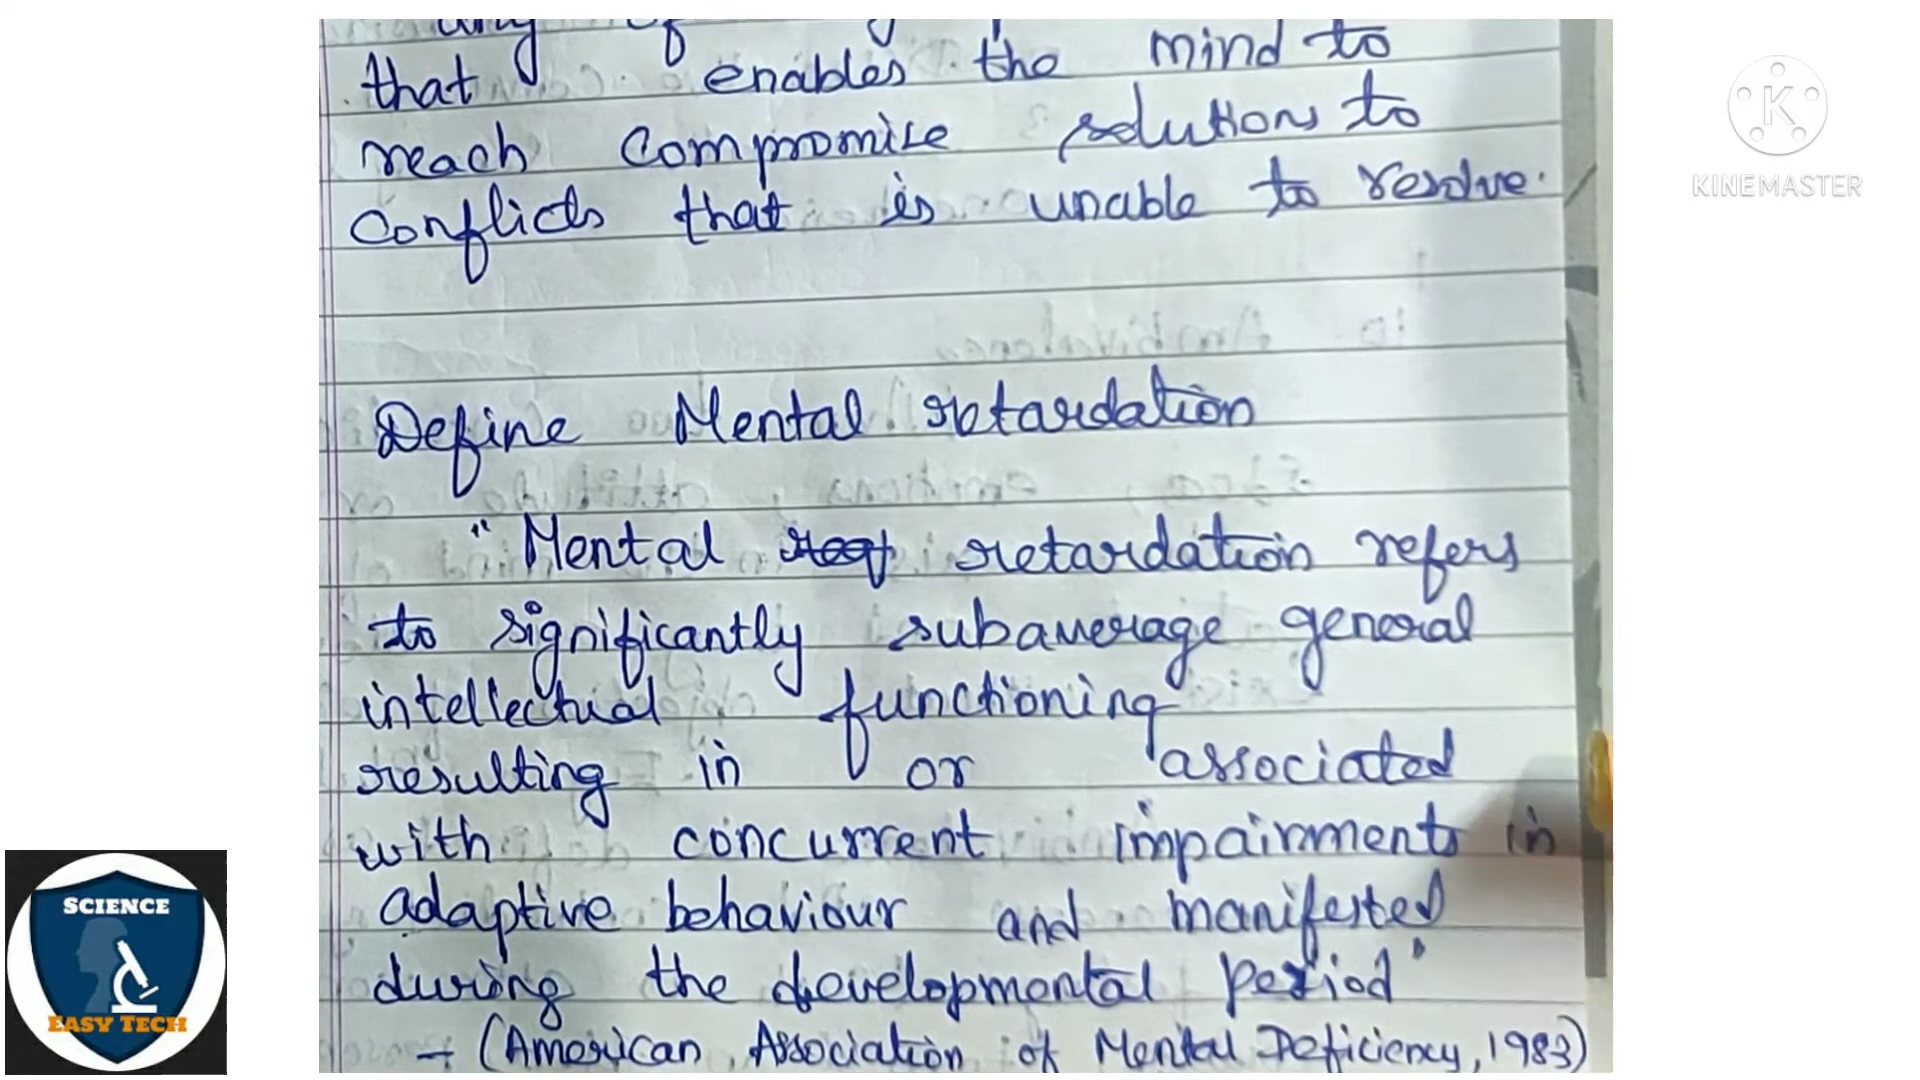 any of
that enables the mind to
reach compromise solutions to
conflicts that is unable to resolve.
Define Mental retardation
"Mental retardation refers
to significantly subaverage general
intellectual functioning
resulting in or associated
with concurrent impairments in
adaptive behaviour and manifested
during the developmental period"
→ (American Association of Mental Deficiency, 1983)
KINEMASTER
SCIENCE
EASY TECH